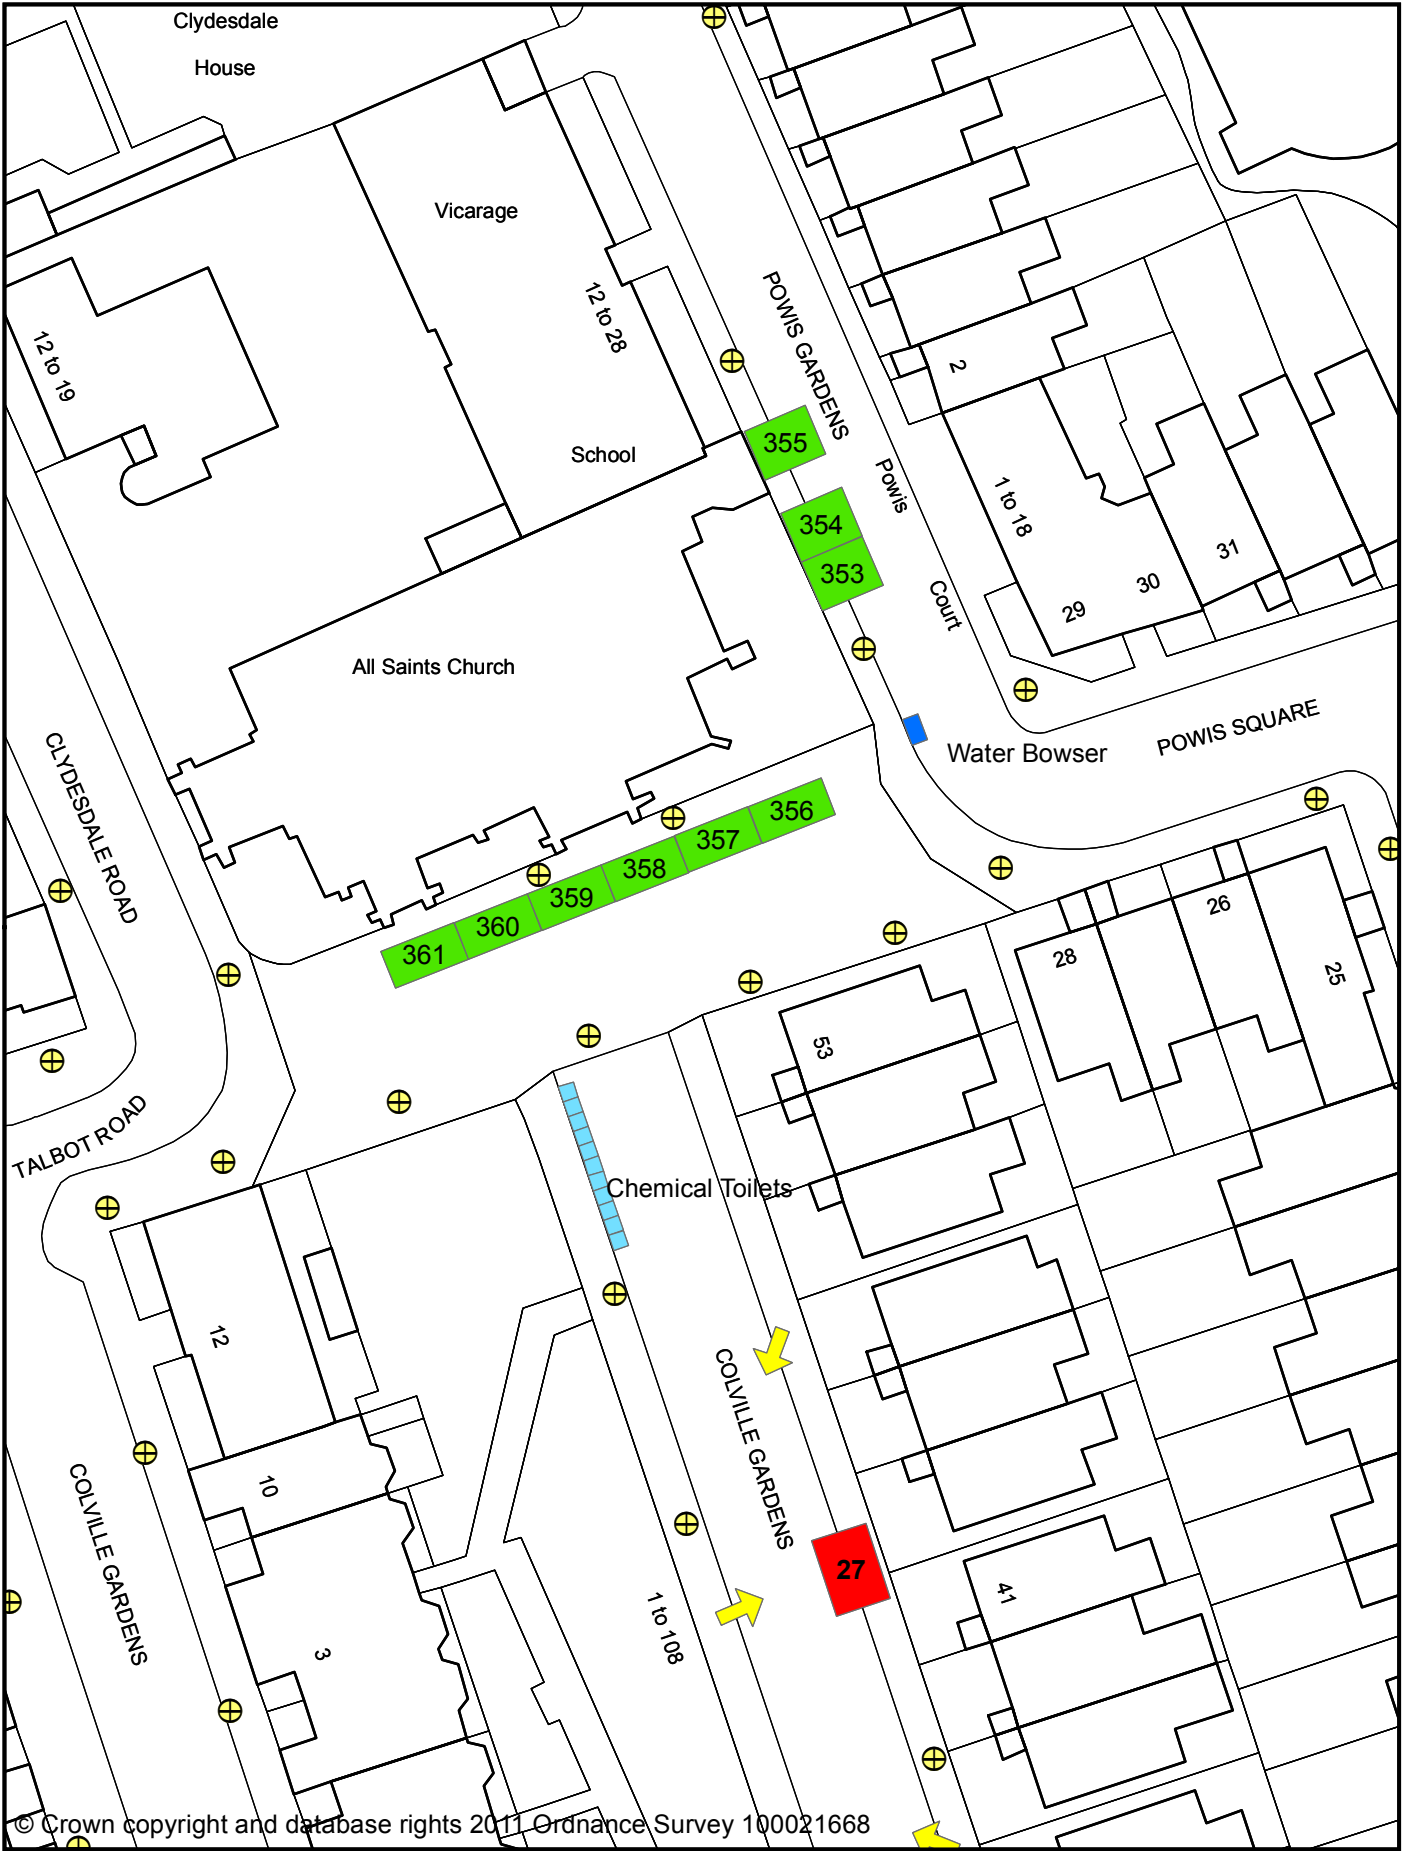 Clydesdale
House
Vicarage
12 to 28
12 to 19
POWIS GARDENS
2
School
355
Powis
354
353
1 to 18
31
30
29
Court
All Saints Church
POWIS SQUARE
Water Bowser
CLYDESDALE ROAD
356
357
358
359
360
361
26
28
25
53
TALBOT ROAD
Chemical Toilets
12
COLVILLE GARDENS
10
COLVILLE GARDENS
27
41
1 to 108
3
© Crown copyright and database rights 2011 Ordnance Survey 100021668